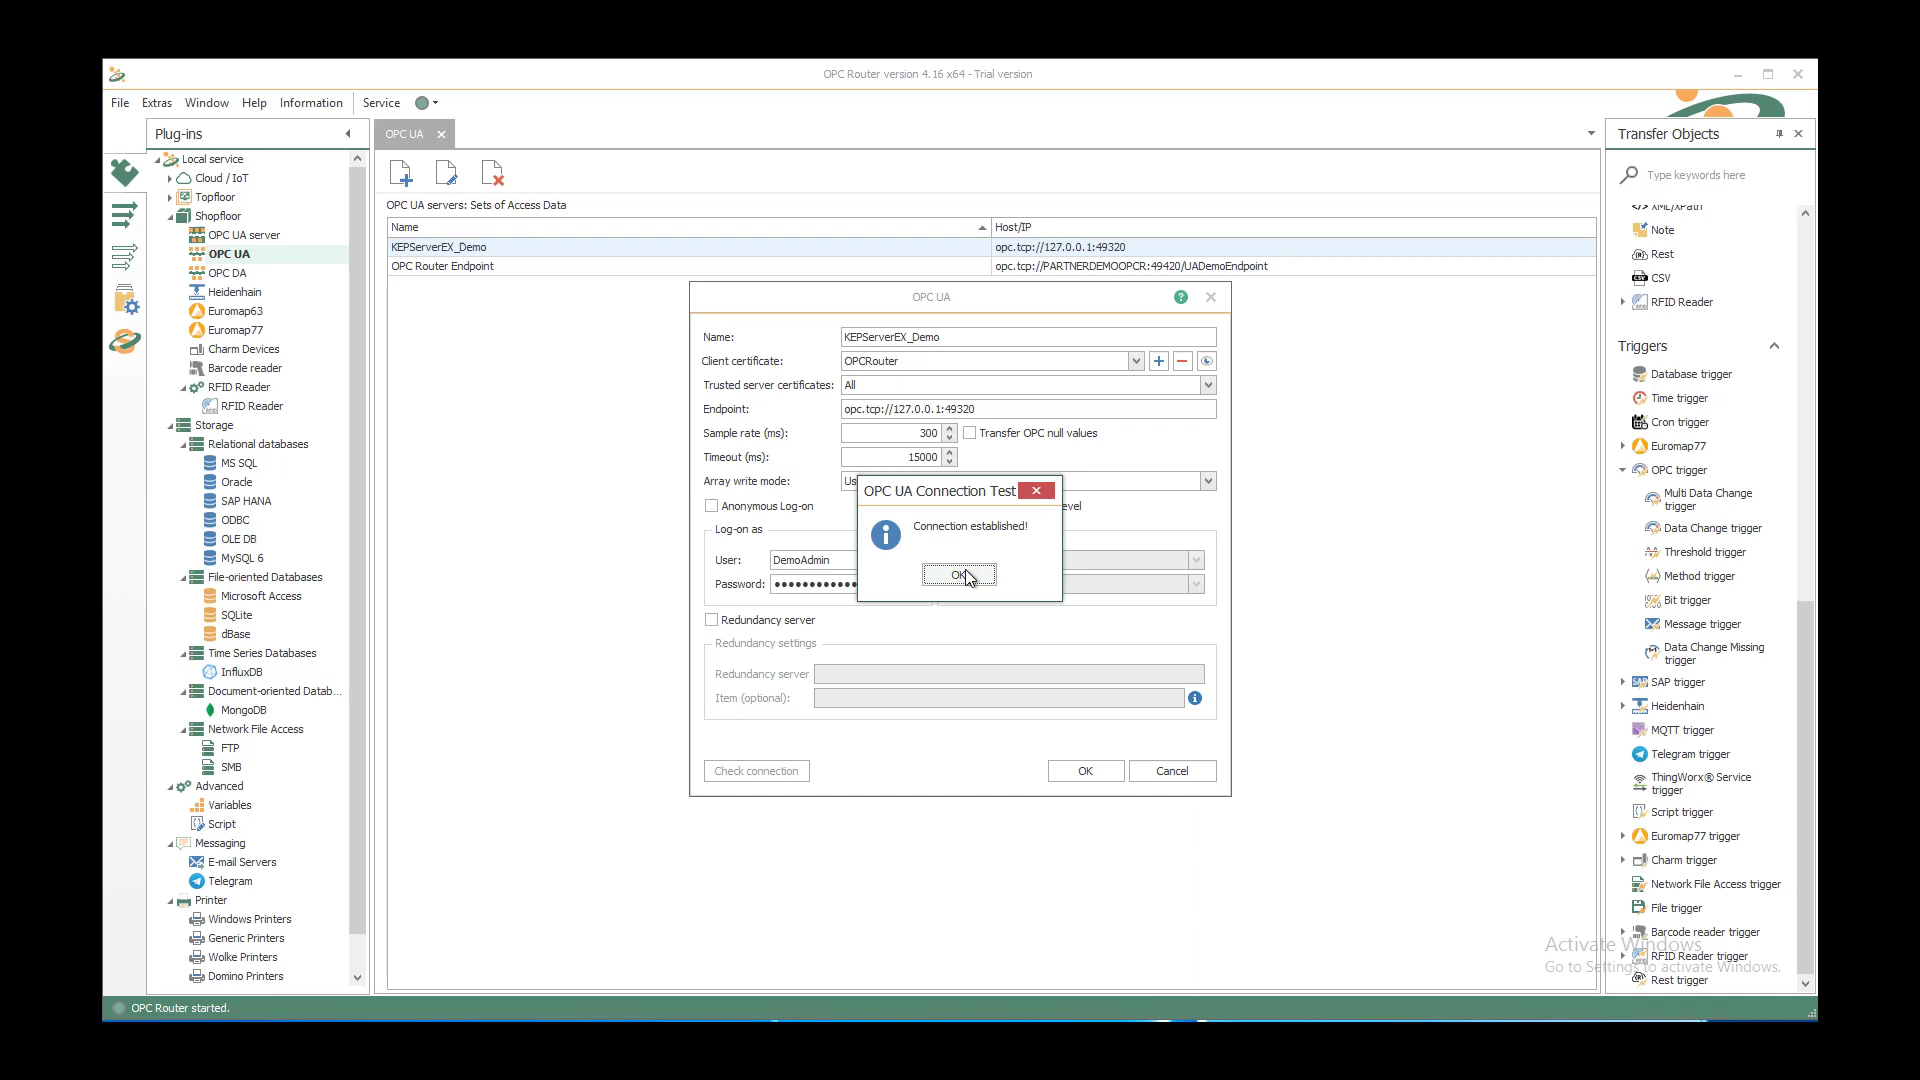 OPC Router version 4.16 x64 - Trial version
File Extras Window Help Information Service
Plug-ins
Local service
Cloud / IoT
Topfloor
Shopfloor
OPC UA server
OPC UA
OPC DA
Heidenhain
Euromap63
Euromap77
Charm Devices
Barcode reader
RFID Reader
RFID Reader
Storage
Relational databases
MS SQL
Oracle
SAP HANA
ODBC
OLE DB
MySQL 6
File-oriented Databases
Microsoft Access
SQLite
dBase
Time Series Databases
InfluxDB
Document-oriented Datab...
MongoDB
Network File Access
FTP
SMB
Advanced
Variables
Script
Messaging
E-mail Servers
Telegram
Printer
Windows Printers
Generic Printers
Wolke Printers
Domino Printers
OPC UA
OPC UA servers: Sets of Access Data
Name Host/IP
KEPServerEX_Demo opc.tcp://127.0.0.1:49320
OPC Router Endpoint opc.tcp://PARTNERDEMOOPCR:49420/UADemoEndpoint
OPC UA
Name: KEPServerEX_Demo
Client certificate: OPCRouter
Trusted server certificates: All
Endpoint: opc.tcp://127.0.0.1:49320
Sample rate (ms): 300 Transfer OPC null values
Timeout (ms): 15000
Array write mode: Us
Anonymous Log-on evel
Log-on as
User: DemoAdmin
Password: ●●●●●●●●●●●●
OPC UA Connection Test
Connection established!
OK
Redundancy server
Redundancy settings
Redundancy server
Item (optional):
Check connection OK Cancel
Transfer Objects
Type keywords here
XML/XPath
Note
Rest
CSV
RFID Reader
Triggers
Database trigger
Time trigger
Cron trigger
Euromap77
OPC trigger
Multi Data Change
trigger
Data Change trigger
Threshold trigger
Method trigger
Bit trigger
Message trigger
Data Change Missing
trigger
SAP trigger
Heidenhain
MQTT trigger
Telegram trigger
ThingWorx® Service
trigger
Script trigger
Euromap77 trigger
Charm trigger
Network File Access trigger
File trigger
Barcode reader trigger
RFID Reader trigger
Rest trigger
Activate Windows
Go to Settings to activate Windows.
OPC Router started.